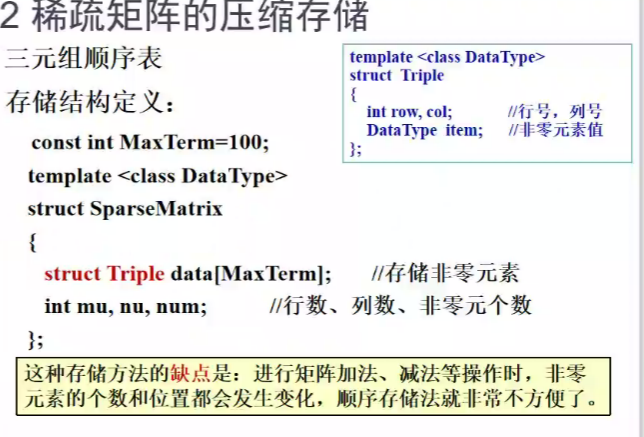 2 稀疏矩阵的压缩存储
三元组顺序表
存储结构定义：
const int MaxTerm=100;
template <class DataType>
struct SparseMatrix
{
struct Triple data[MaxTerm]; //存储非零元素
int mu, nu, num; //行数、列数、非零元个数
};
template <class DataType>
struct Triple
{
int row, col; //行号，列号
DataType item; //非零元素值
};
这种存储方法的缺点是：进行矩阵加法、减法等操作时，非零
元素的个数和位置都会发生变化，顺序存储法就非常不方便了。